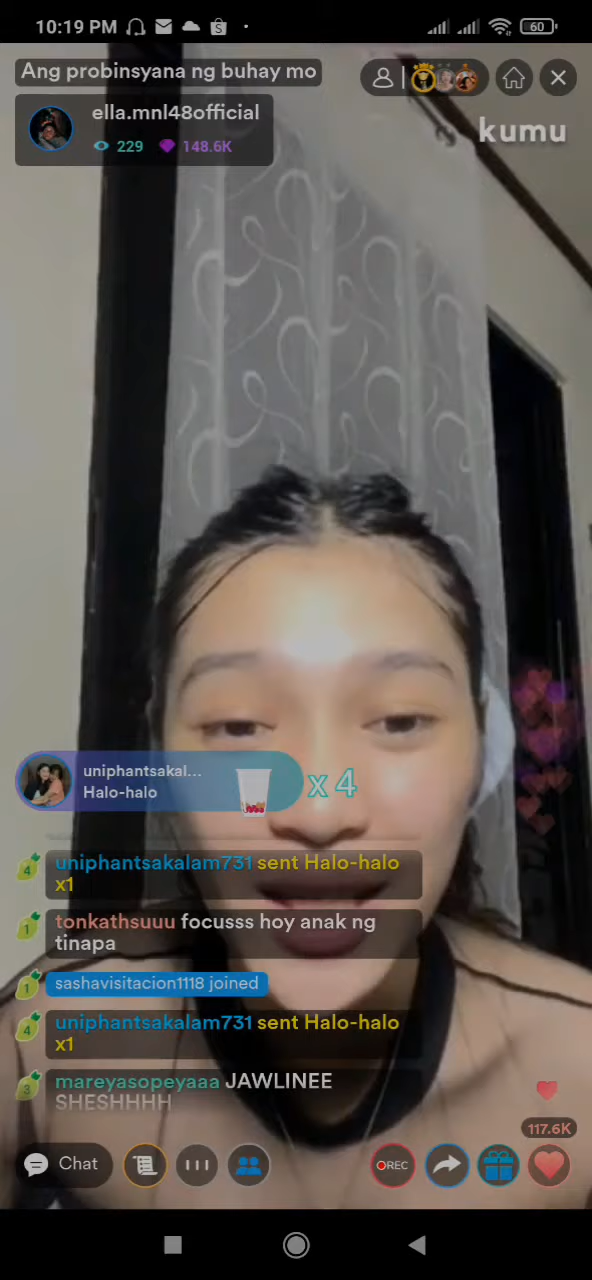 10:19 PM
60
Ang probinsyana ng buhay mo
ella.mnl48official
229
148.6K
kumu
uniphantsakal...
Halo-halo
x 4
4
uniphantsakalam731 sent Halo-halo
x1
1
tonkathsuuu focusss hoy anak ng
tinapa
1
sashavisitacion1118 joined
4
uniphantsakalam731 sent Halo-halo
x1
3
mareyasopeyaaa JAWLINEE
SHESHHHH
117.6K
Chat
REC